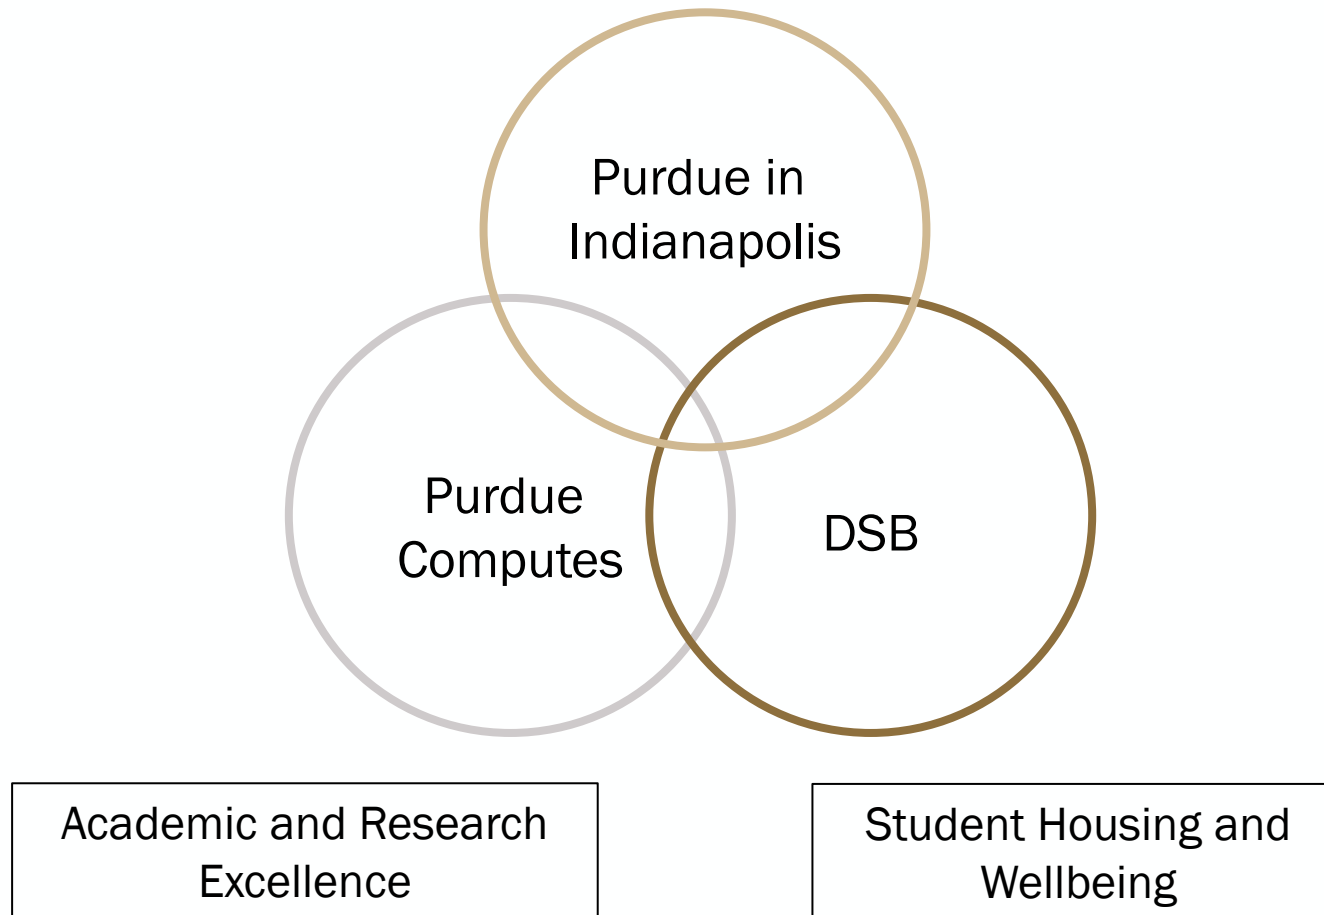 Purdue in
Indianapolis
Purdue
Computes
DSB
Academic and Research
Excellence
Student Housing and
Wellbeing